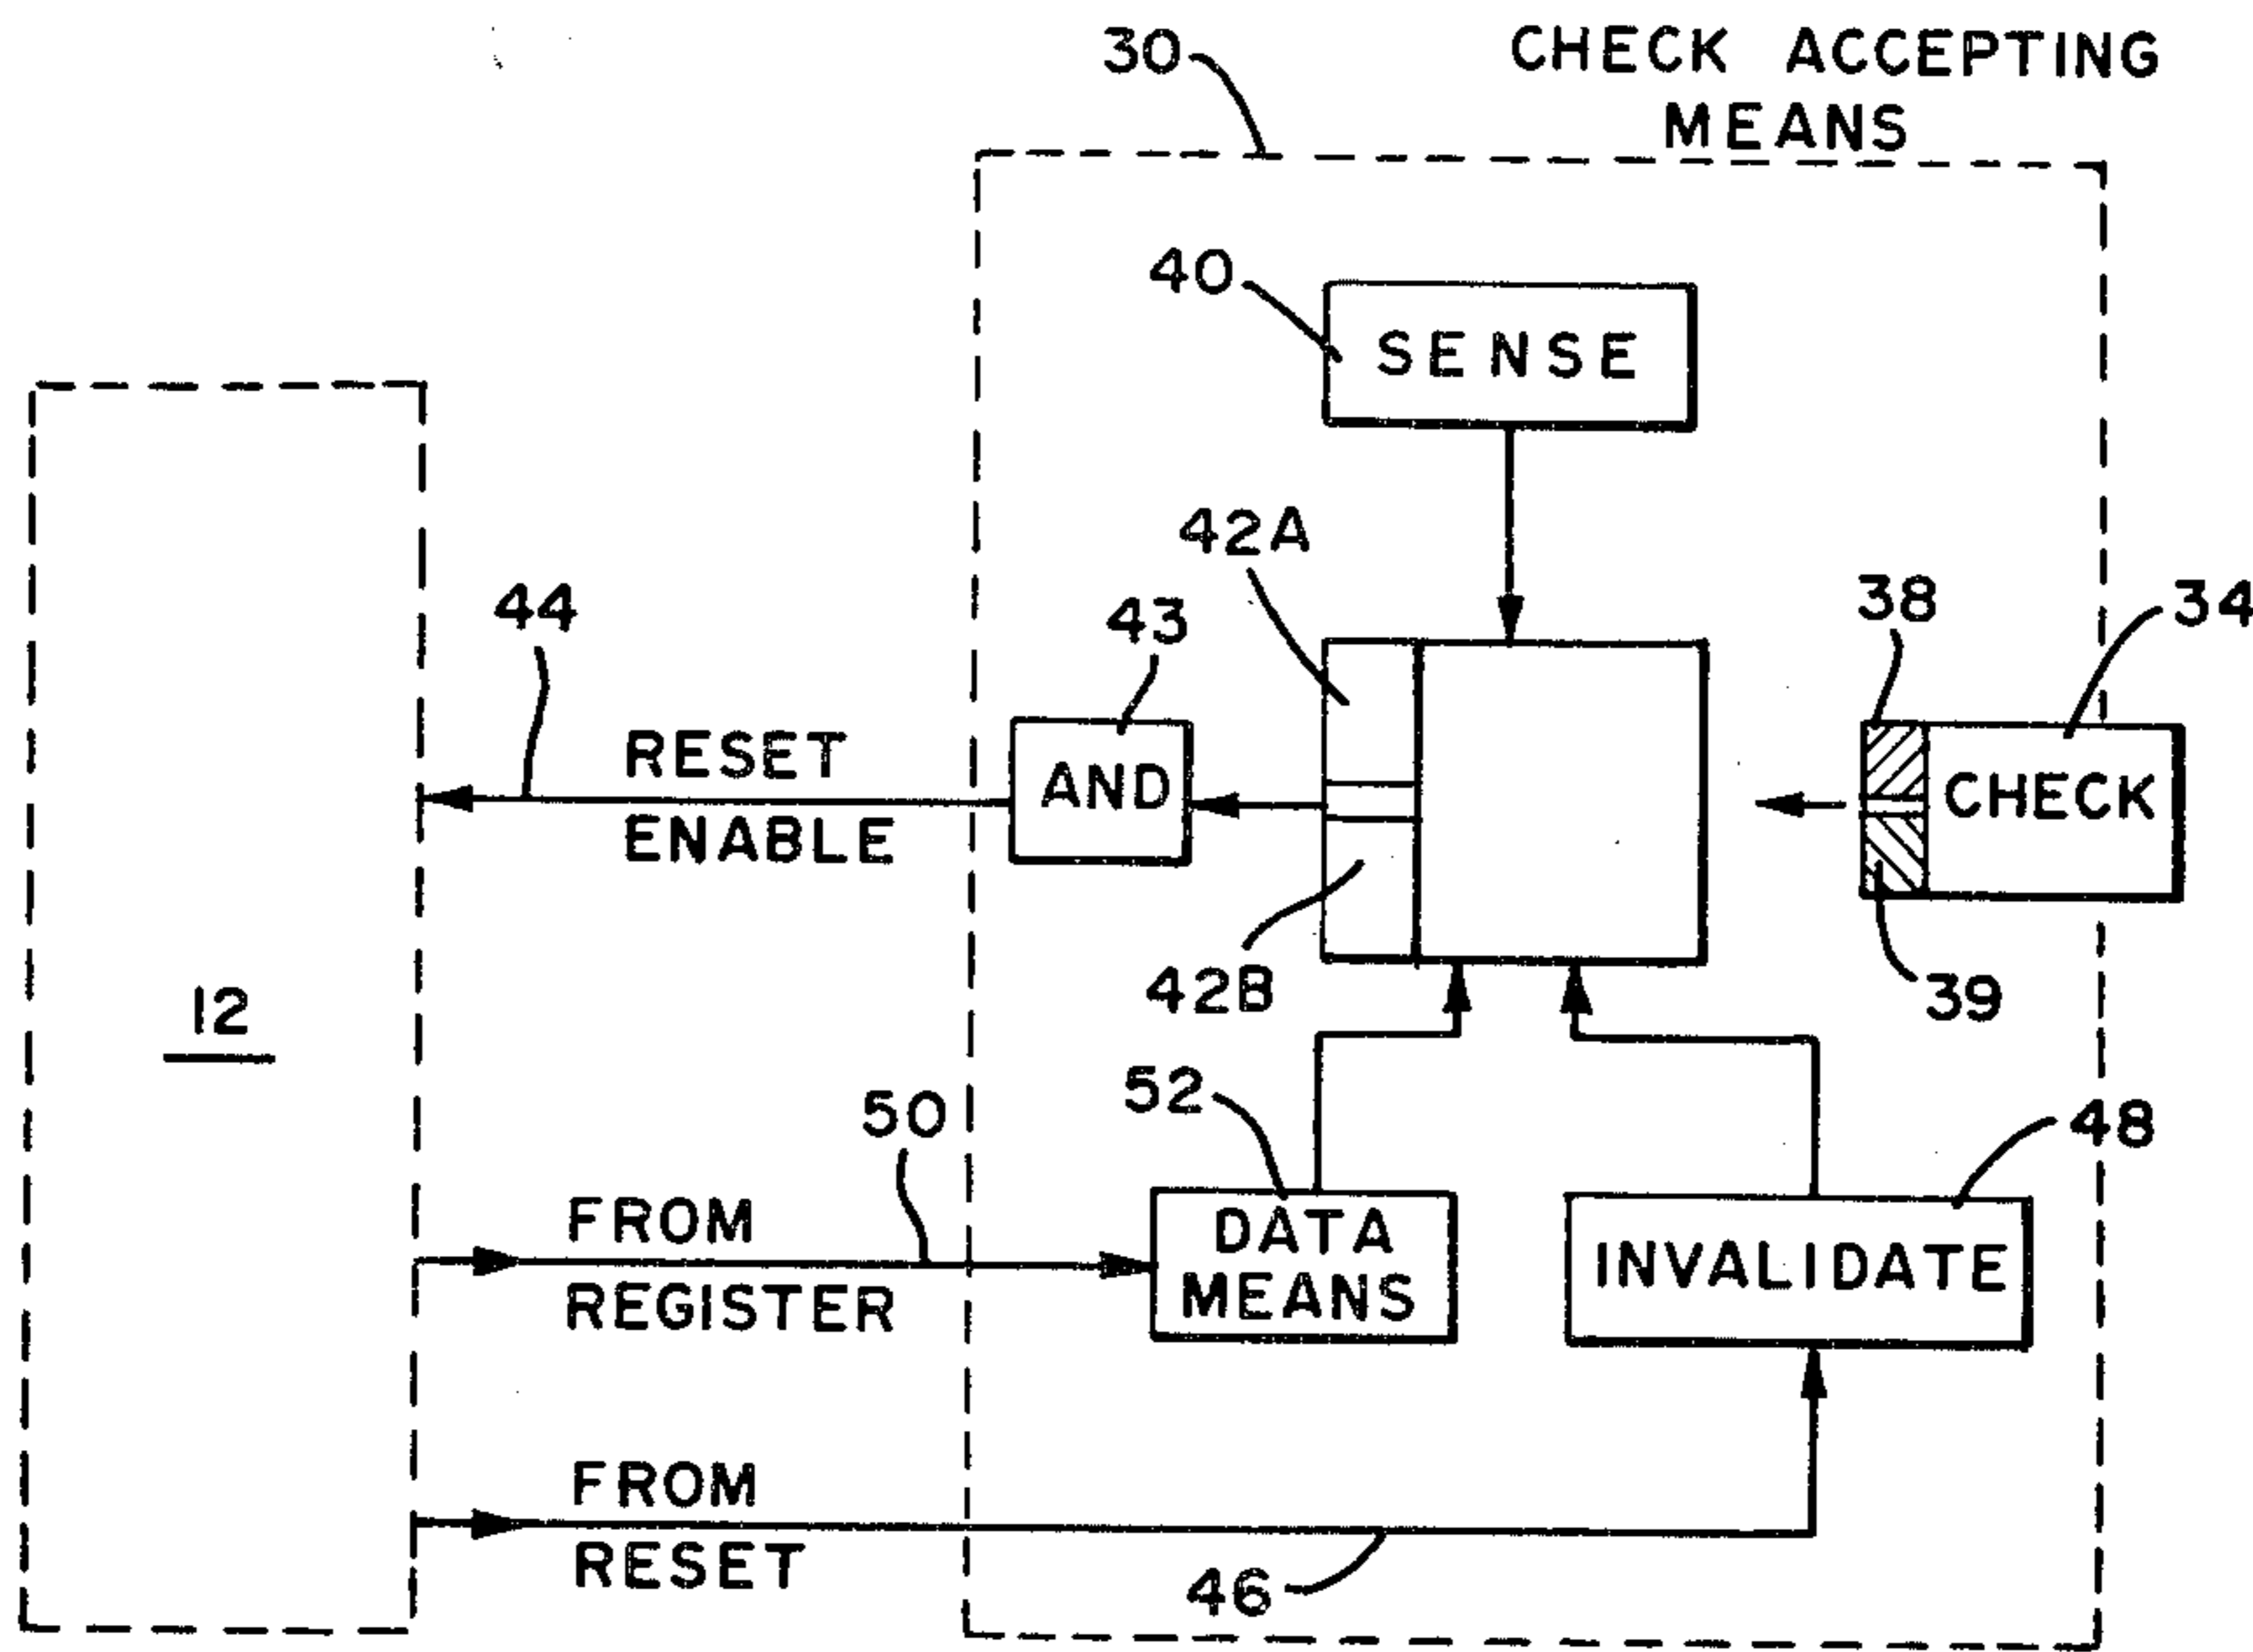 30
CHECK ACCEPTING
MEANS
40
SENSE
42A
44
43
38
34
RESET
ENABLE
AND
CHECK
42B
39
12
50
52
48
FROM
REGISTER
DATA
MEANS
INVALIDATE
FROM
RESET
46